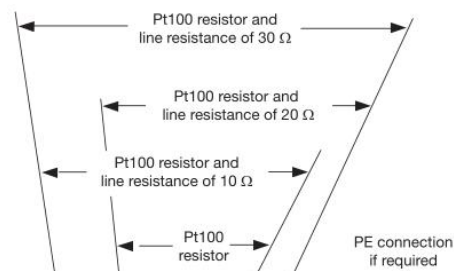 Pt100 resistor and
line resistance of 30 Ω
Pt100 resistor and
line resistance of 20 Ω
Pt100 resistor and
line resistance of 10 Ω
Pt100
resistor
PE connection
if required